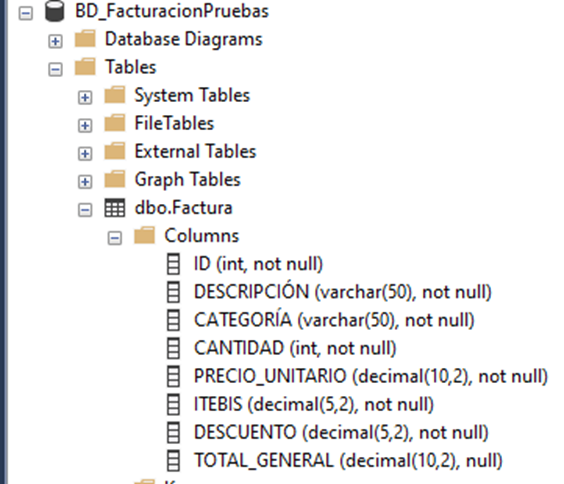 BD_FacturacionPruebas
Database Diagrams
Tables
System Tables
FileTables
External Tables
Graph Tables
dbo.Factura
Columns
ID (int, not null)
DESCRIPCIÓN (varchar(50), not null)
CATEGORÍA (varchar(50), not null)
CANTIDAD (int, not null)
PRECIO_UNITARIO (decimal(10,2), not null)
ITEBIS (decimal(5,2), not null)
DESCUENTO (decimal(5,2), not null)
TOTAL_GENERAL (decimal(10,2), null)